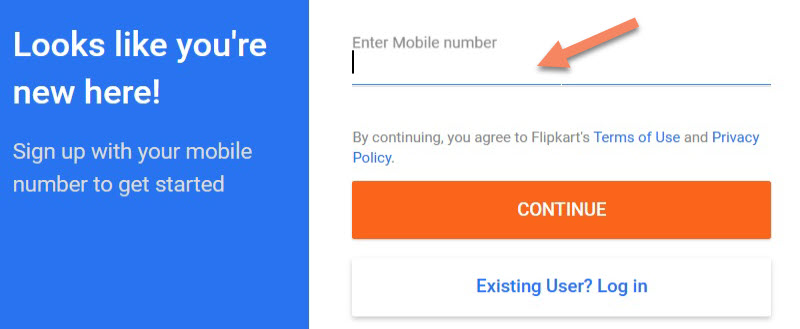 Looks like you're
new here!
Sign up with your mobile
number to get started
Enter Mobile number
By continuing, you agree to Flipkart's Terms of Use and Privacy
Policy.
CONTINUE
Existing User? Log in